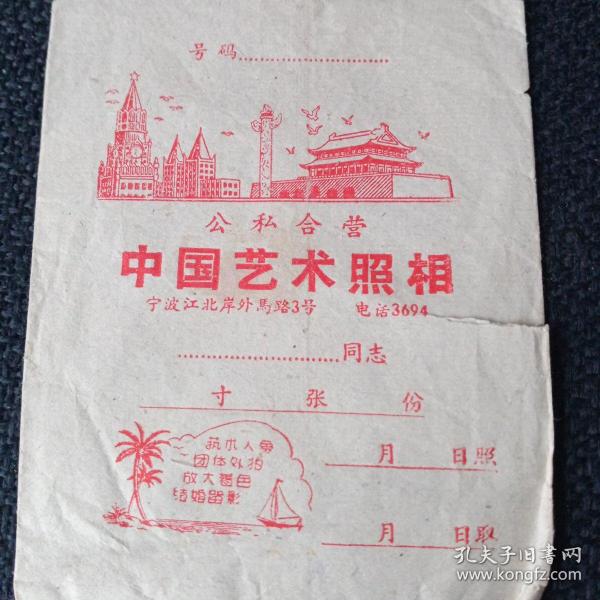 号码
公私合营
中国艺术照相
宁波江北岸外馬路3号 电话3694
同志
寸 张 份
艺术人像
团体外拍
放大着色
结婚留影
月 日照
月 日取
孔夫子旧书网
www.kongfz.com